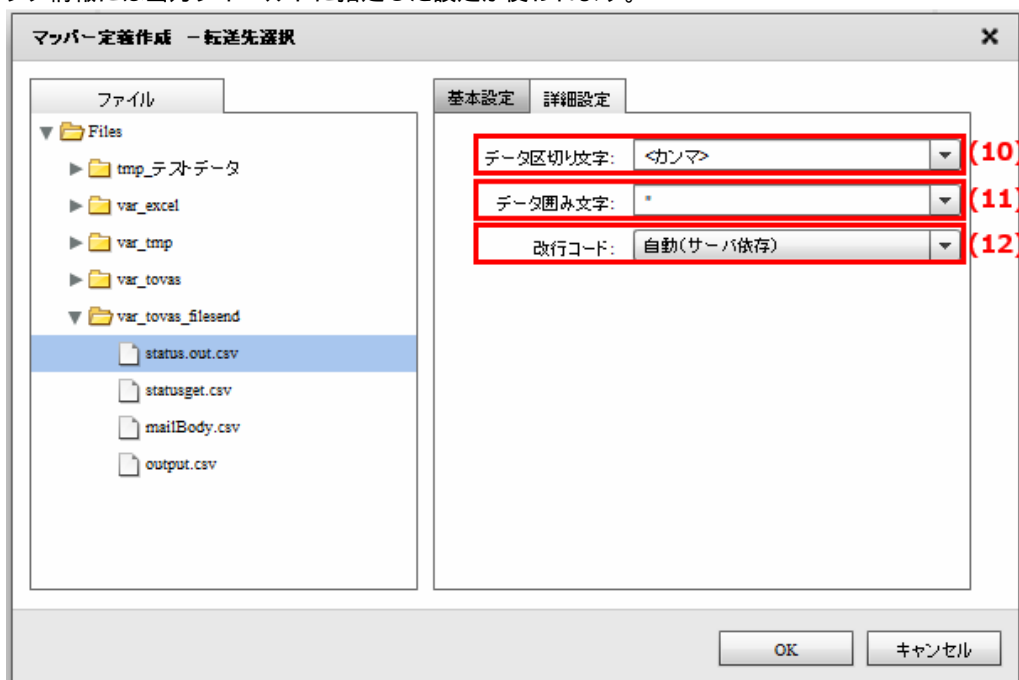 マッパー定義作成 －転送先選択
ファイル
Files
tmp_テストデータ
var_excel
var_tmp
var_tovas
var_tovas_filesend
status.out.csv
statusget.csv
mailBody.csv
output.csv
基本設定 詳細設定
データ区切り文字: <カンマ> (10)
データ囲み文字: " (11)
改行コード: 自動(サーバ依存) (12)
OK キャンセル